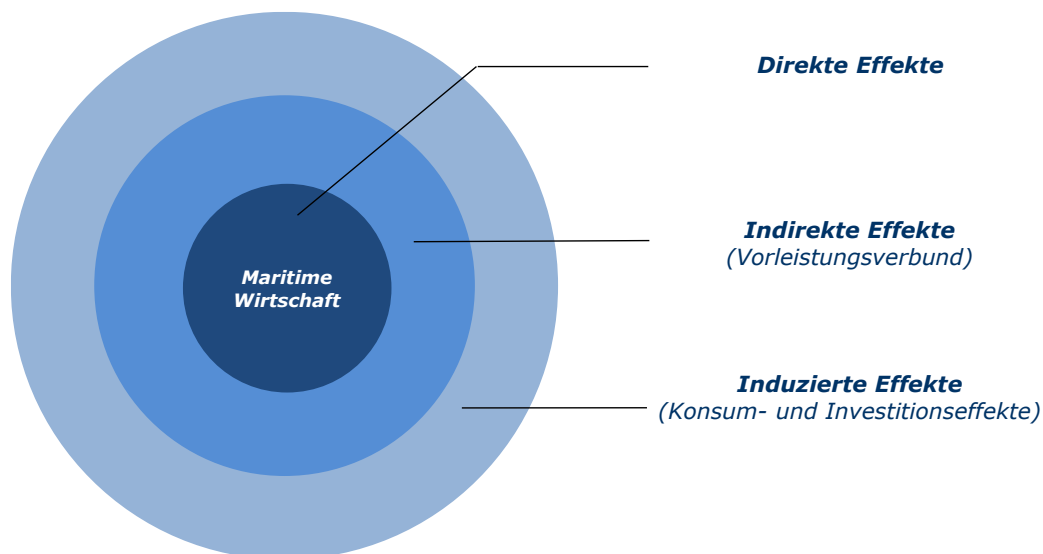 Direkte Effekte
Indirekte Effekte
(Vorleistungsverbund)
Maritime
Wirtschaft
Induzierte Effekte
(Konsum- und Investitionseffekte)